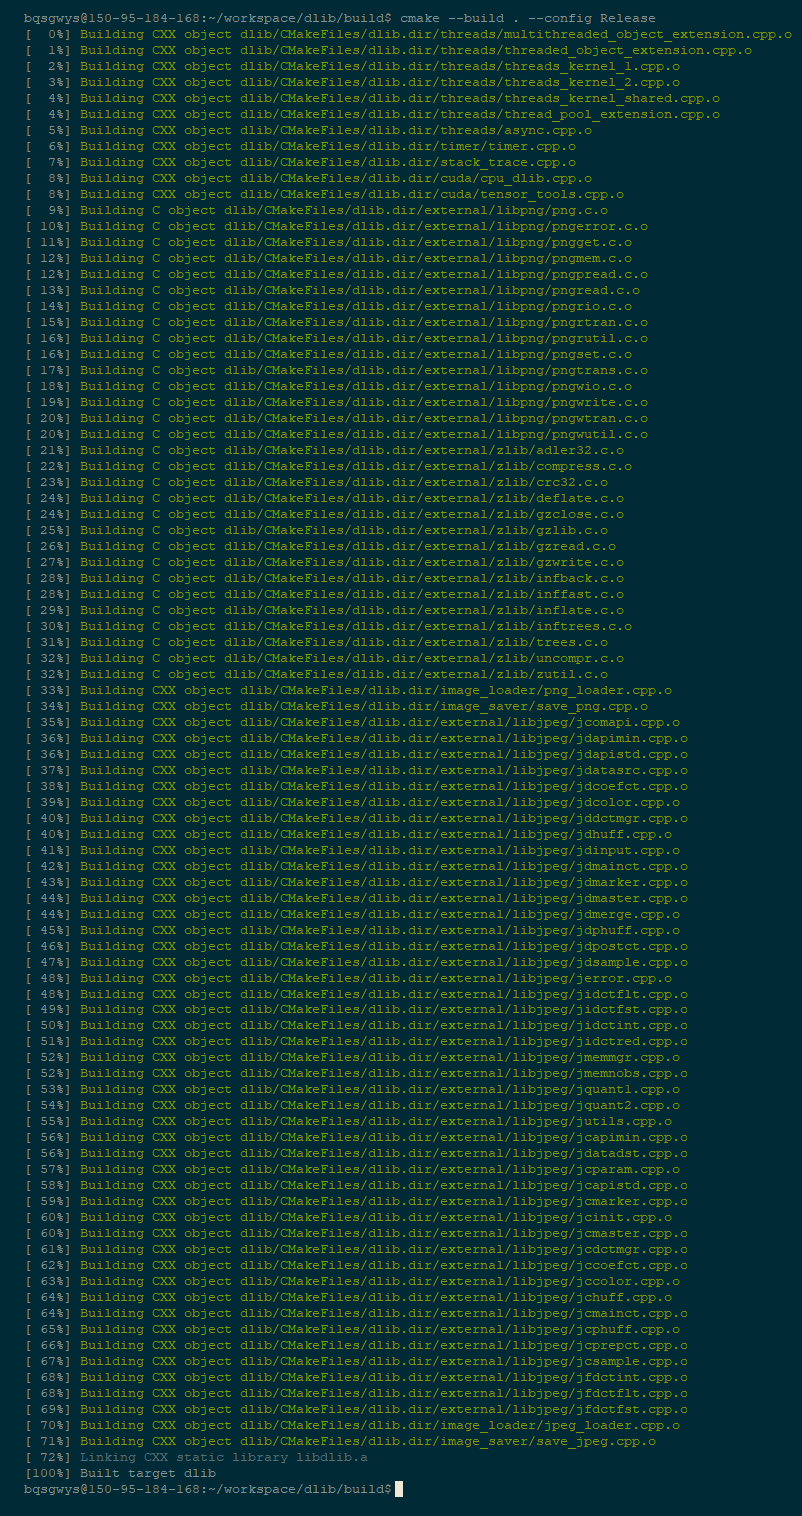 bqsgwys@150-95-184-168:~/workspace/dlib/build$ cmake --build . --config Release
[  0%] Building CXX object dlib/CMakeFiles/dlib.dir/threads/multithreaded_object_extension.cpp.o
[  1%] Building CXX object dlib/CMakeFiles/dlib.dir/threads/threaded_object_extension.cpp.o
[  2%] Building CXX object dlib/CMakeFiles/dlib.dir/threads/threads_kernel_1.cpp.o
[  3%] Building CXX object dlib/CMakeFiles/dlib.dir/threads/threads_kernel_2.cpp.o
[  4%] Building CXX object dlib/CMakeFiles/dlib.dir/threads/threads_kernel_shared.cpp.o
[  4%] Building CXX object dlib/CMakeFiles/dlib.dir/threads/thread_pool_extension.cpp.o
[  5%] Building CXX object dlib/CMakeFiles/dlib.dir/threads/async.cpp.o
[  6%] Building CXX object dlib/CMakeFiles/dlib.dir/timer/timer.cpp.o
[  7%] Building CXX object dlib/CMakeFiles/dlib.dir/stack_trace.cpp.o
[  8%] Building CXX object dlib/CMakeFiles/dlib.dir/cuda/cpu_dlib.cpp.o
[  8%] Building CXX object dlib/CMakeFiles/dlib.dir/cuda/tensor_tools.cpp.o
[  9%] Building C object dlib/CMakeFiles/dlib.dir/external/libpng/png.c.o
[ 10%] Building C object dlib/CMakeFiles/dlib.dir/external/libpng/pngerror.c.o
[ 11%] Building C object dlib/CMakeFiles/dlib.dir/external/libpng/pngget.c.o
[ 12%] Building C object dlib/CMakeFiles/dlib.dir/external/libpng/pngmem.c.o
[ 12%] Building C object dlib/CMakeFiles/dlib.dir/external/libpng/pngpread.c.o
[ 13%] Building C object dlib/CMakeFiles/dlib.dir/external/libpng/pngread.c.o
[ 14%] Building C object dlib/CMakeFiles/dlib.dir/external/libpng/pngrio.c.o
[ 15%] Building C object dlib/CMakeFiles/dlib.dir/external/libpng/pngrtran.c.o
[ 16%] Building C object dlib/CMakeFiles/dlib.dir/external/libpng/pngrutil.c.o
[ 16%] Building C object dlib/CMakeFiles/dlib.dir/external/libpng/pngset.c.o
[ 17%] Building C object dlib/CMakeFiles/dlib.dir/external/libpng/pngtrans.c.o
[ 18%] Building C object dlib/CMakeFiles/dlib.dir/external/libpng/pngwio.c.o
[ 19%] Building C object dlib/CMakeFiles/dlib.dir/external/libpng/pngwrite.c.o
[ 20%] Building C object dlib/CMakeFiles/dlib.dir/external/libpng/pngwtran.c.o
[ 20%] Building C object dlib/CMakeFiles/dlib.dir/external/libpng/pngwutil.c.o
[ 21%] Building C object dlib/CMakeFiles/dlib.dir/external/zlib/adler32.c.o
[ 22%] Building C object dlib/CMakeFiles/dlib.dir/external/zlib/compress.c.o
[ 23%] Building C object dlib/CMakeFiles/dlib.dir/external/zlib/crc32.c.o
[ 24%] Building C object dlib/CMakeFiles/dlib.dir/external/zlib/deflate.c.o
[ 24%] Building C object dlib/CMakeFiles/dlib.dir/external/zlib/gzclose.c.o
[ 25%] Building C object dlib/CMakeFiles/dlib.dir/external/zlib/gzlib.c.o
[ 26%] Building C object dlib/CMakeFiles/dlib.dir/external/zlib/gzread.c.o
[ 27%] Building C object dlib/CMakeFiles/dlib.dir/external/zlib/gzwrite.c.o
[ 28%] Building C object dlib/CMakeFiles/dlib.dir/external/zlib/infback.c.o
[ 28%] Building C object dlib/CMakeFiles/dlib.dir/external/zlib/inffast.c.o
[ 29%] Building C object dlib/CMakeFiles/dlib.dir/external/zlib/inflate.c.o
[ 30%] Building C object dlib/CMakeFiles/dlib.dir/external/zlib/inftrees.c.o
[ 31%] Building C object dlib/CMakeFiles/dlib.dir/external/zlib/trees.c.o
[ 32%] Building C object dlib/CMakeFiles/dlib.dir/external/zlib/uncompr.c.o
[ 32%] Building C object dlib/CMakeFiles/dlib.dir/external/zlib/zutil.c.o
[ 33%] Building CXX object dlib/CMakeFiles/dlib.dir/image_loader/png_loader.cpp.o
[ 34%] Building CXX object dlib/CMakeFiles/dlib.dir/image_saver/save_png.cpp.o
[ 35%] Building CXX object dlib/CMakeFiles/dlib.dir/external/libjpeg/jcomapi.cpp.o
[ 36%] Building CXX object dlib/CMakeFiles/dlib.dir/external/libjpeg/jdapimin.cpp.o
[ 36%] Building CXX object dlib/CMakeFiles/dlib.dir/external/libjpeg/jdapistd.cpp.o
[ 37%] Building CXX object dlib/CMakeFiles/dlib.dir/external/libjpeg/jdatasrc.cpp.o
[ 38%] Building CXX object dlib/CMakeFiles/dlib.dir/external/libjpeg/jdcoefct.cpp.o
[ 39%] Building CXX object dlib/CMakeFiles/dlib.dir/external/libjpeg/jdcolor.cpp.o
[ 40%] Building CXX object dlib/CMakeFiles/dlib.dir/external/libjpeg/jddctmgr.cpp.o
[ 40%] Building CXX object dlib/CMakeFiles/dlib.dir/external/libjpeg/jdhuff.cpp.o
[ 41%] Building CXX object dlib/CMakeFiles/dlib.dir/external/libjpeg/jdinput.cpp.o
[ 42%] Building CXX object dlib/CMakeFiles/dlib.dir/external/libjpeg/jdmainct.cpp.o
[ 43%] Building CXX object dlib/CMakeFiles/dlib.dir/external/libjpeg/jdmarker.cpp.o
[ 44%] Building CXX object dlib/CMakeFiles/dlib.dir/external/libjpeg/jdmaster.cpp.o
[ 44%] Building CXX object dlib/CMakeFiles/dlib.dir/external/libjpeg/jdmerge.cpp.o
[ 45%] Building CXX object dlib/CMakeFiles/dlib.dir/external/libjpeg/jdphuff.cpp.o
[ 46%] Building CXX object dlib/CMakeFiles/dlib.dir/external/libjpeg/jdpostct.cpp.o
[ 47%] Building CXX object dlib/CMakeFiles/dlib.dir/external/libjpeg/jdsample.cpp.o
[ 48%] Building CXX object dlib/CMakeFiles/dlib.dir/external/libjpeg/jerror.cpp.o
[ 48%] Building CXX object dlib/CMakeFiles/dlib.dir/external/libjpeg/jidctflt.cpp.o
[ 49%] Building CXX object dlib/CMakeFiles/dlib.dir/external/libjpeg/jidctfst.cpp.o
[ 50%] Building CXX object dlib/CMakeFiles/dlib.dir/external/libjpeg/jidctint.cpp.o
[ 51%] Building CXX object dlib/CMakeFiles/dlib.dir/external/libjpeg/jidctred.cpp.o
[ 52%] Building CXX object dlib/CMakeFiles/dlib.dir/external/libjpeg/jmemmgr.cpp.o
[ 52%] Building CXX object dlib/CMakeFiles/dlib.dir/external/libjpeg/jmemnobs.cpp.o
[ 53%] Building CXX object dlib/CMakeFiles/dlib.dir/external/libjpeg/jquant1.cpp.o
[ 54%] Building CXX object dlib/CMakeFiles/dlib.dir/external/libjpeg/jquant2.cpp.o
[ 55%] Building CXX object dlib/CMakeFiles/dlib.dir/external/libjpeg/jutils.cpp.o
[ 56%] Building CXX object dlib/CMakeFiles/dlib.dir/external/libjpeg/jcapimin.cpp.o
[ 56%] Building CXX object dlib/CMakeFiles/dlib.dir/external/libjpeg/jdatadst.cpp.o
[ 57%] Building CXX object dlib/CMakeFiles/dlib.dir/external/libjpeg/jcparam.cpp.o
[ 58%] Building CXX object dlib/CMakeFiles/dlib.dir/external/libjpeg/jcapistd.cpp.o
[ 59%] Building CXX object dlib/CMakeFiles/dlib.dir/external/libjpeg/jcmarker.cpp.o
[ 60%] Building CXX object dlib/CMakeFiles/dlib.dir/external/libjpeg/jcinit.cpp.o
[ 60%] Building CXX object dlib/CMakeFiles/dlib.dir/external/libjpeg/jcmaster.cpp.o
[ 61%] Building CXX object dlib/CMakeFiles/dlib.dir/external/libjpeg/jcdctmgr.cpp.o
[ 62%] Building CXX object dlib/CMakeFiles/dlib.dir/external/libjpeg/jccoefct.cpp.o
[ 63%] Building CXX object dlib/CMakeFiles/dlib.dir/external/libjpeg/jccolor.cpp.o
[ 64%] Building CXX object dlib/CMakeFiles/dlib.dir/external/libjpeg/jchuff.cpp.o
[ 64%] Building CXX object dlib/CMakeFiles/dlib.dir/external/libjpeg/jcmainct.cpp.o
[ 65%] Building CXX object dlib/CMakeFiles/dlib.dir/external/libjpeg/jcphuff.cpp.o
[ 66%] Building CXX object dlib/CMakeFiles/dlib.dir/external/libjpeg/jcprepct.cpp.o
[ 67%] Building CXX object dlib/CMakeFiles/dlib.dir/external/libjpeg/jcsample.cpp.o
[ 68%] Building CXX object dlib/CMakeFiles/dlib.dir/external/libjpeg/jfdctint.cpp.o
[ 68%] Building CXX object dlib/CMakeFiles/dlib.dir/external/libjpeg/jfdctflt.cpp.o
[ 69%] Building CXX object dlib/CMakeFiles/dlib.dir/external/libjpeg/jfdctfst.cpp.o
[ 70%] Building CXX object dlib/CMakeFiles/dlib.dir/image_loader/jpeg_loader.cpp.o
[ 71%] Building CXX object dlib/CMakeFiles/dlib.dir/image_saver/save_jpeg.cpp.o
[ 72%] Linking CXX static library libdlib.a
[100%] Built target dlib
bqsgwys@150-95-184-168:~/workspace/dlib/build$